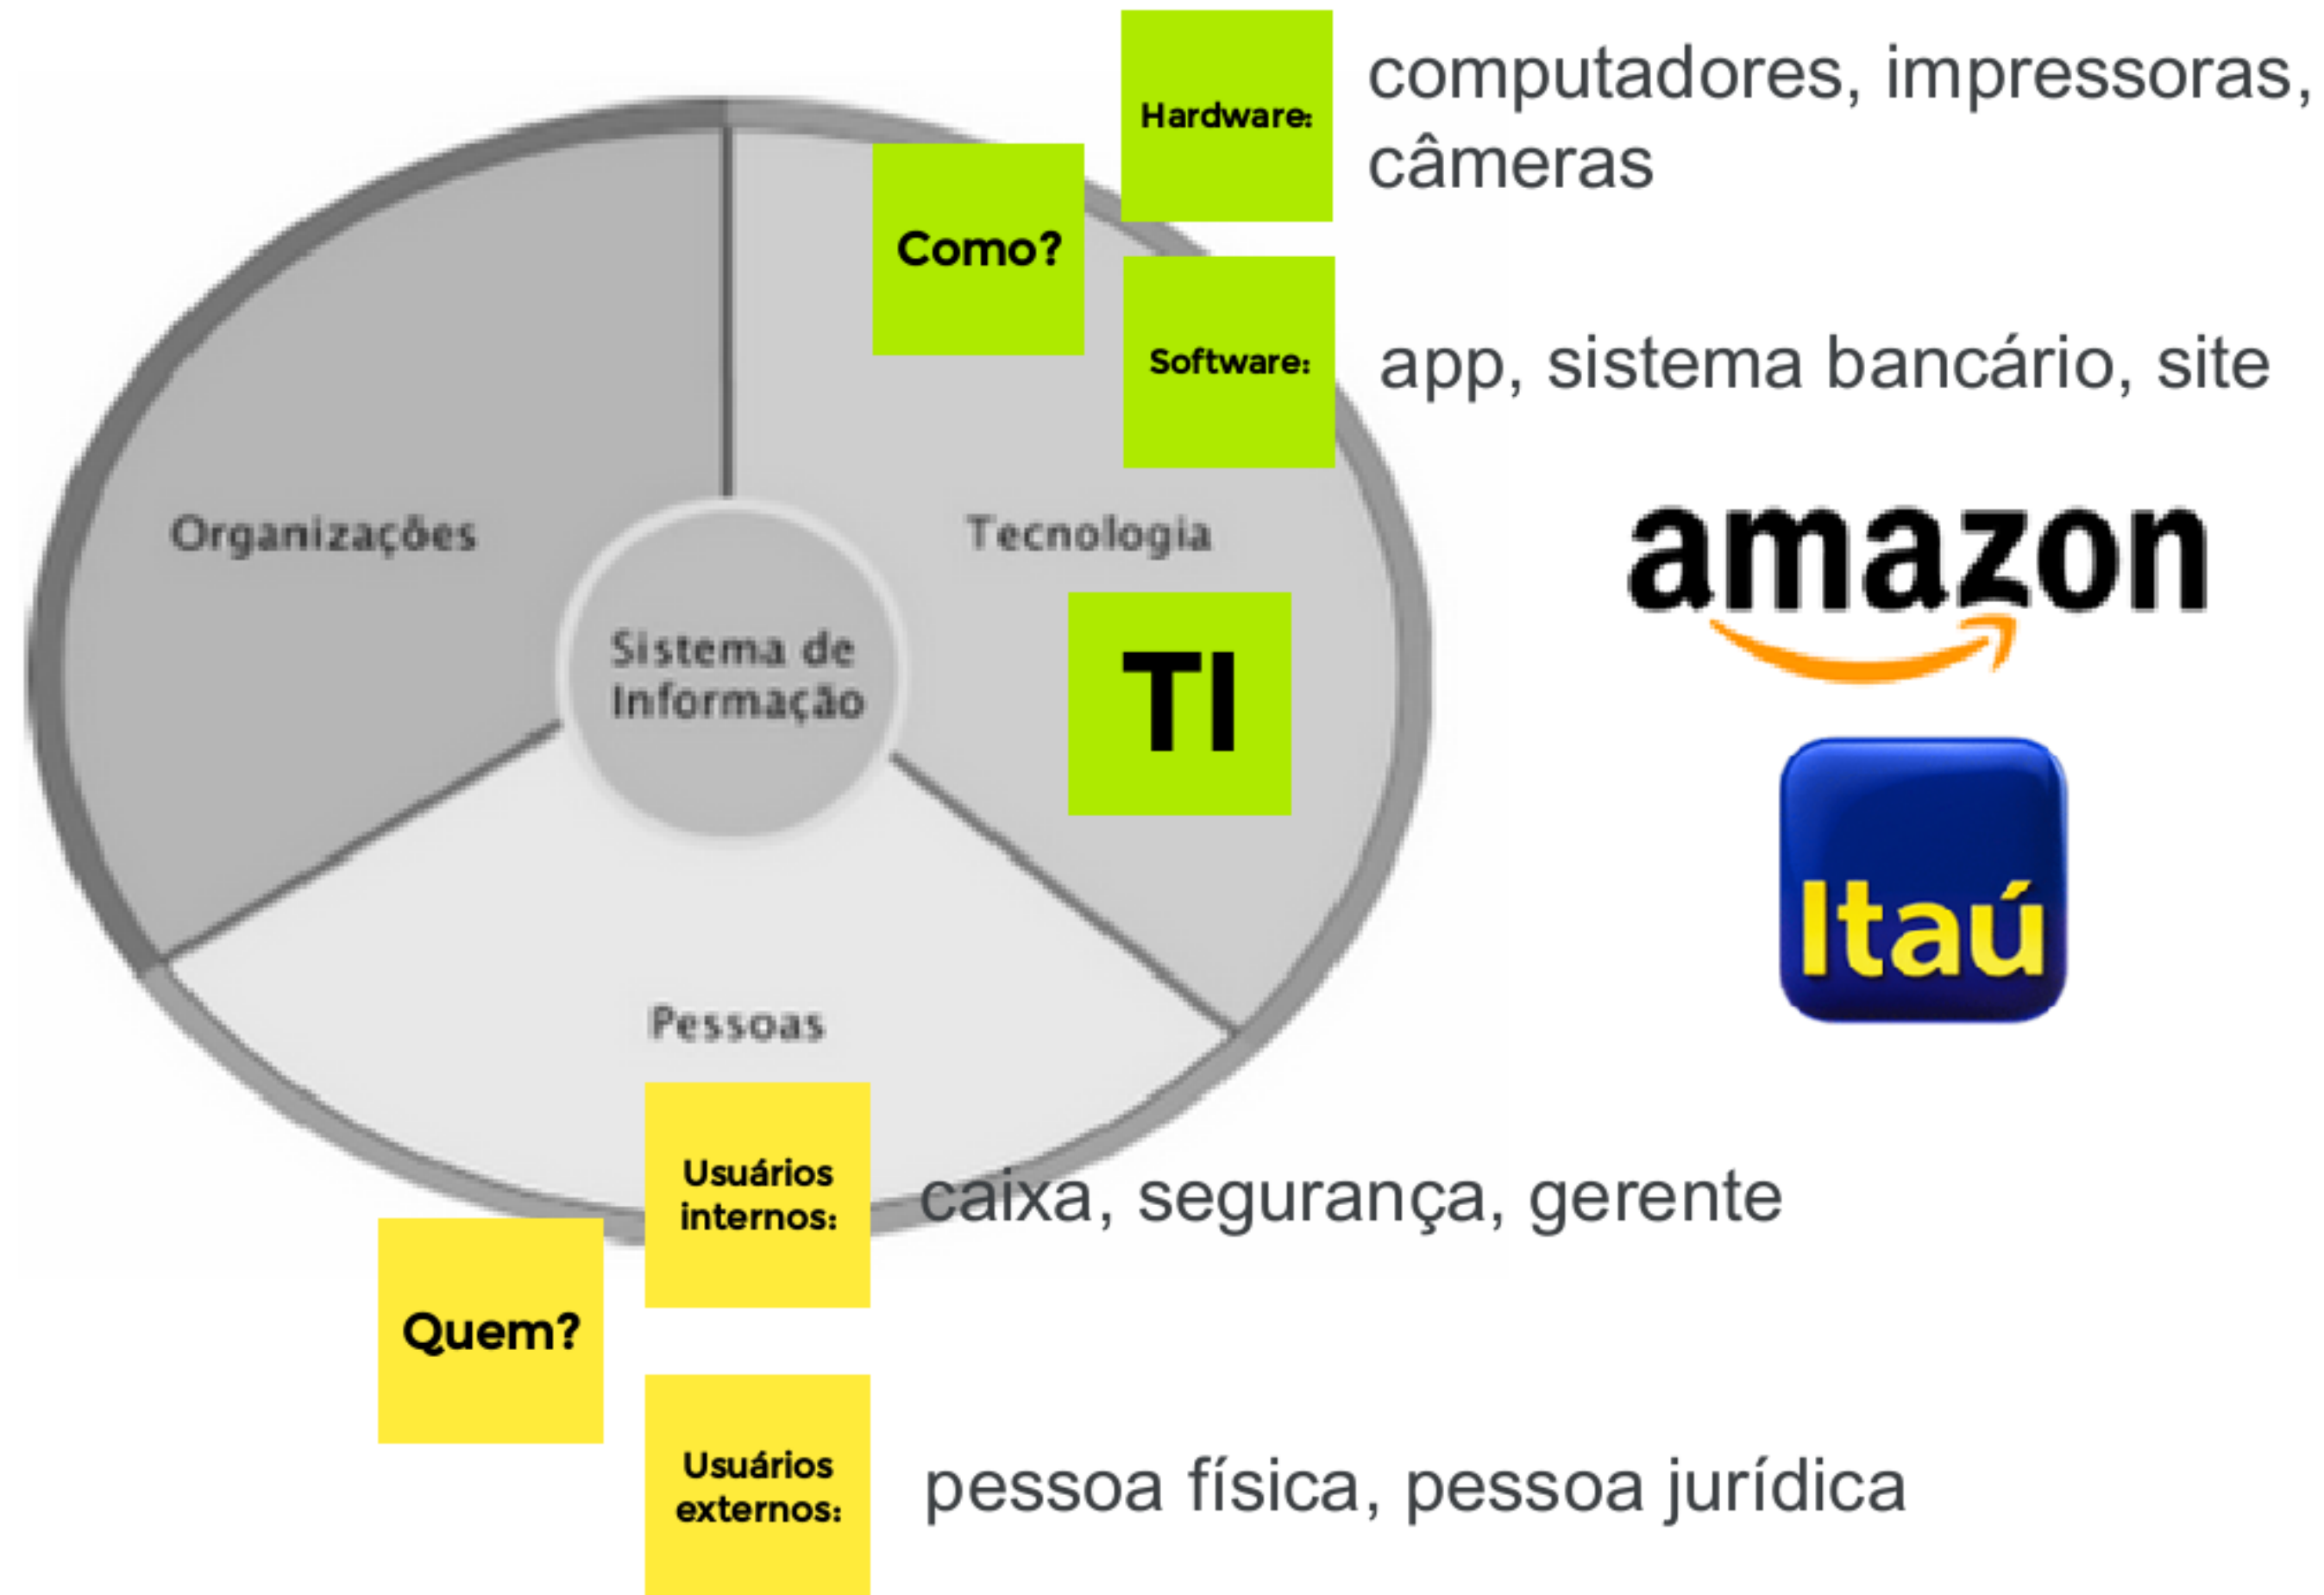 Hardware:
computadores, impressoras,
câmeras
Como?
Software:
app, sistema bancário, site
Organizações
Tecnologia
amazon
Sistema de
Informação
TI
Itaú
Pessoas
Usuários
internos:
caixa, segurança, gerente
Quem?
Usuários
externos:
pessoa física, pessoa jurídica